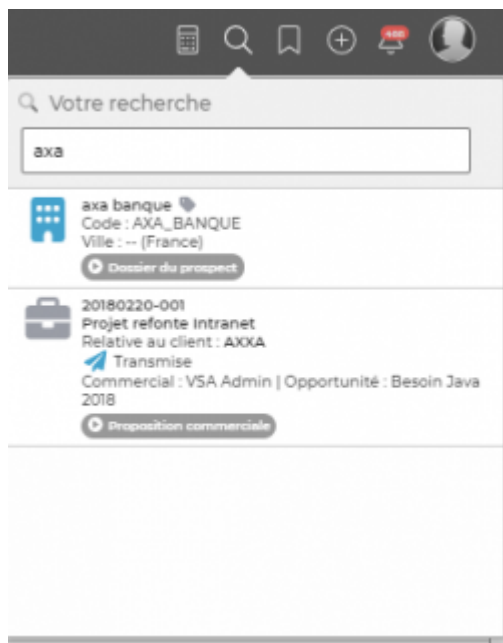 486
Votre recherche
axa
axa banque
Code : AXA_BANQUE
Ville : -- (France)
Dossier du prospect
20180220-001
Projet refonte Intranet
Relative au client : AXXA
Transmise
Commercial : VSA Admin | Opportunité : Besoin Java
2018
Proposition commerciale